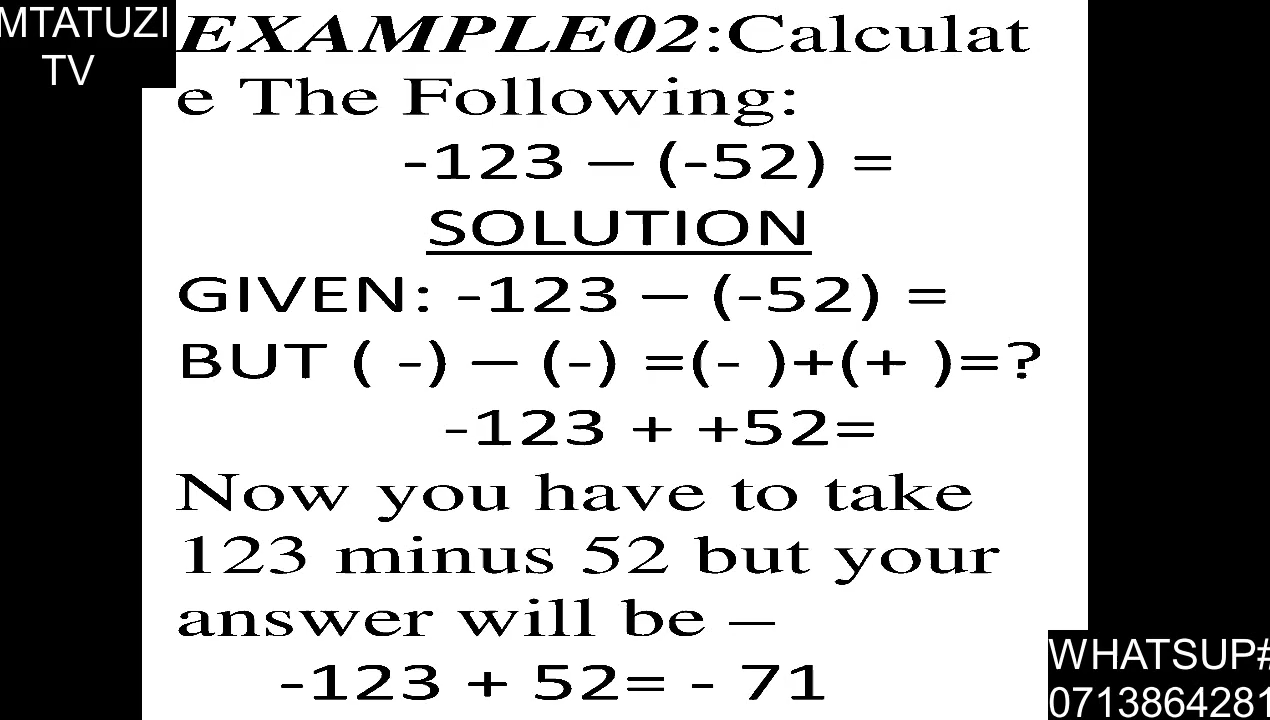 MTATUZI
TV
EXAMPLE02:Calculat
e The Following:
-123 – (-52) =
SOLUTION
GIVEN: -123 – (-52) =
BUT ( -) – (-) =(- )+(+ )=?
-123 + +52=
Now you have to take
123 minus 52 but your
answer will be –
-123 + 52= - 71
WHATSUP#
0713864281